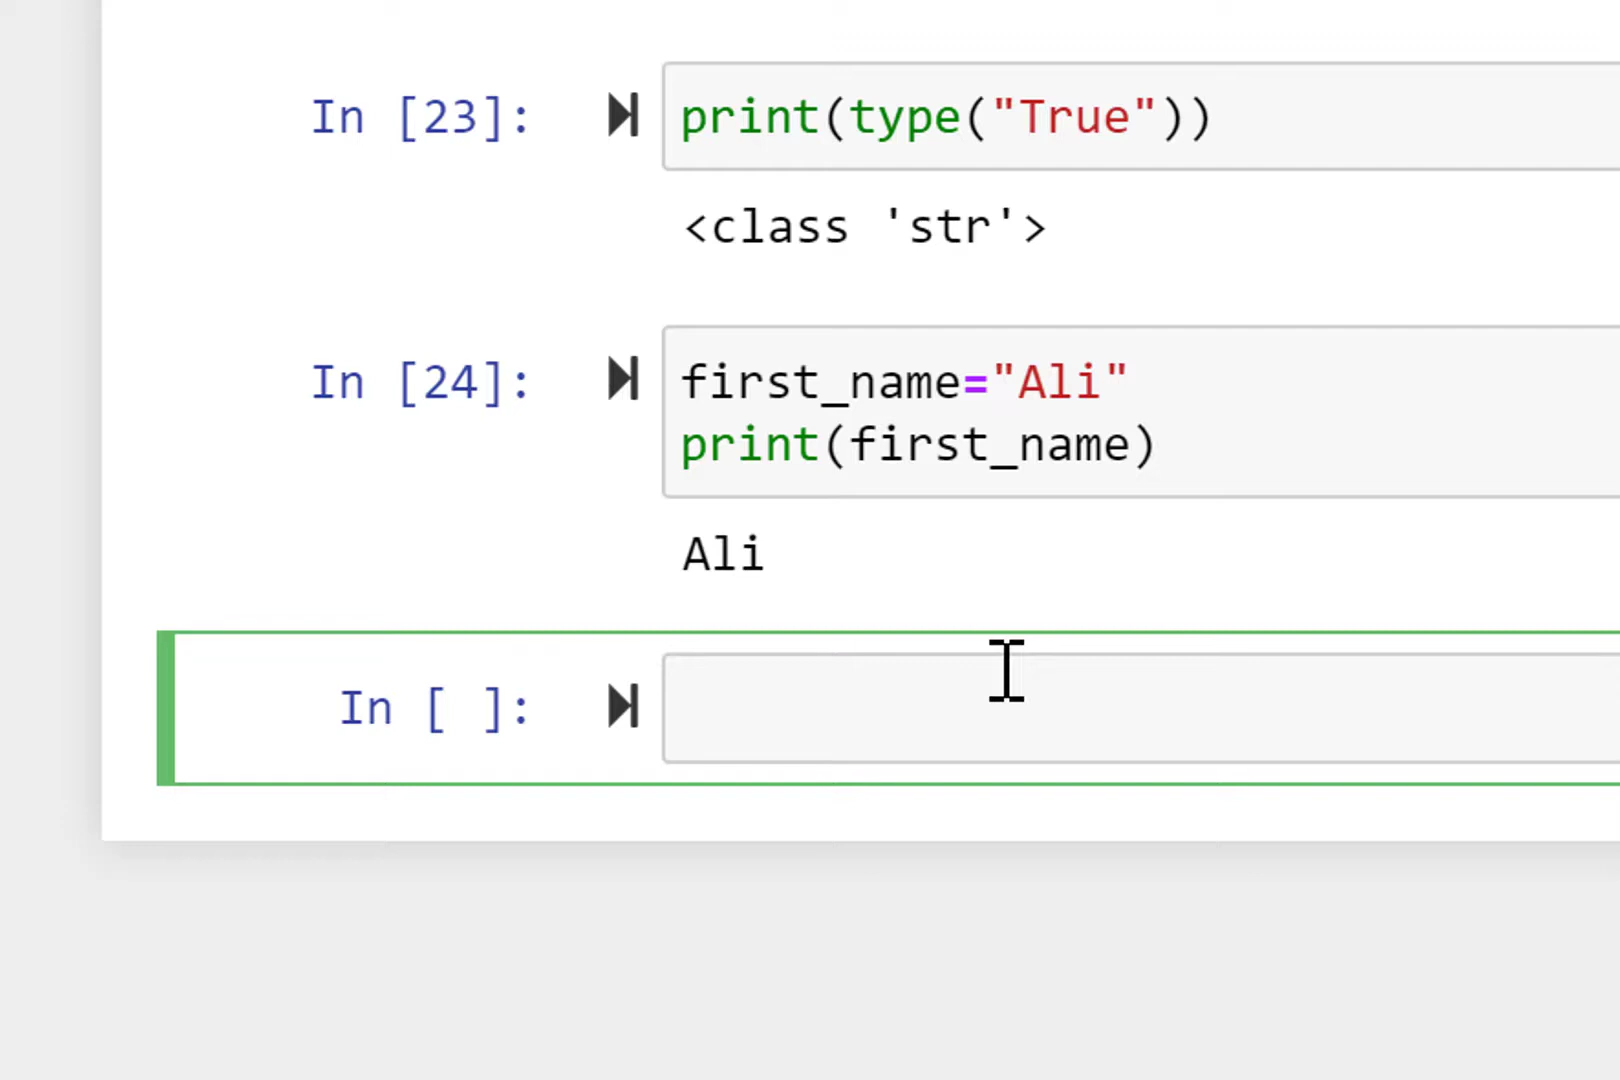 In [23]: print(type("True"))
<class 'str'>
In [24]: first_name="Ali"
print(first_name)
Ali
In [ ]: